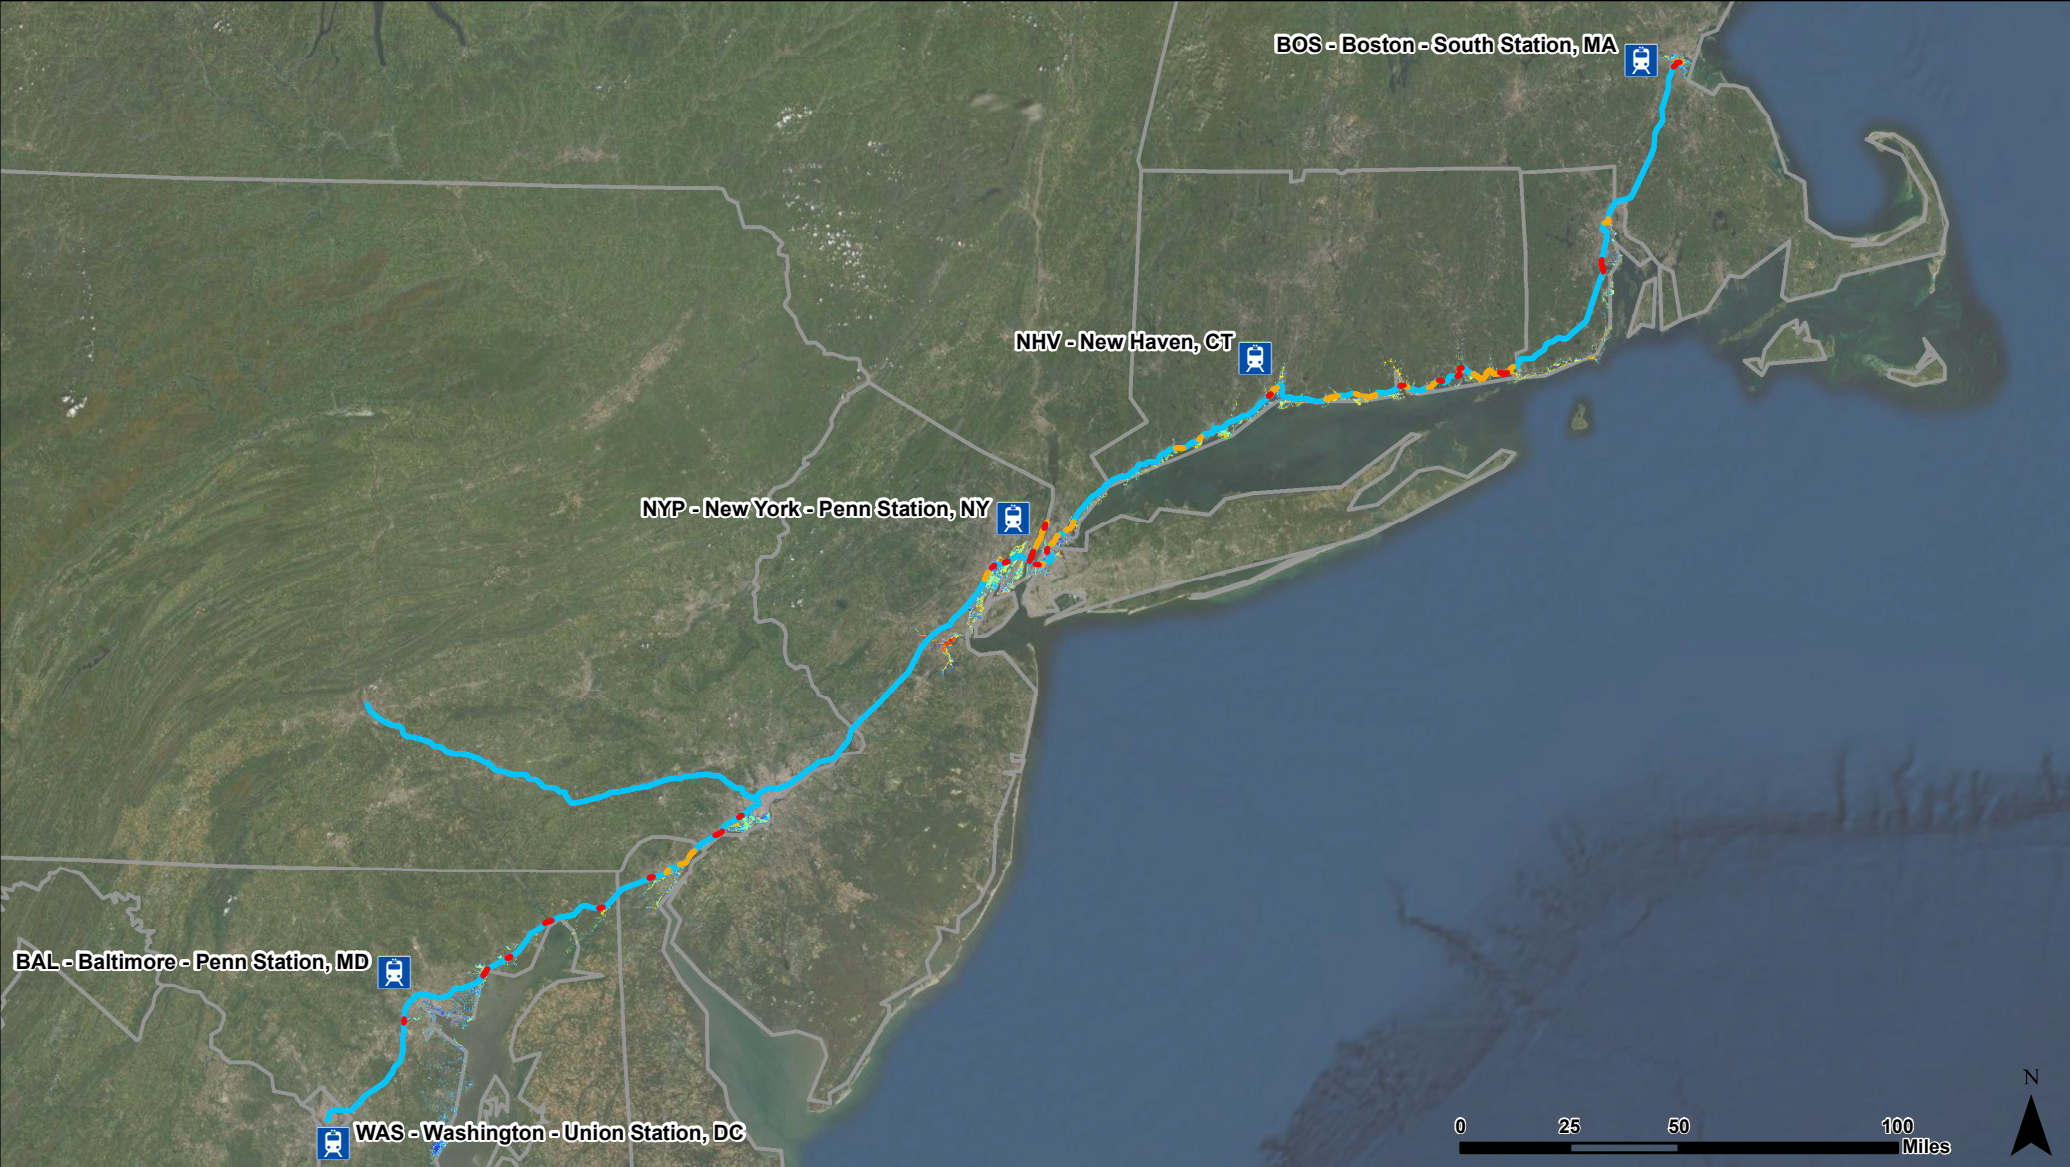 BOS - Boston - South Station, MA
NHV - New Haven, CT
NYP - New York - Penn Station, NY
BAL - Baltimore - Penn Station, MD
WAS - Washington - Union Station, DC
N
0 25 50 100
Miles